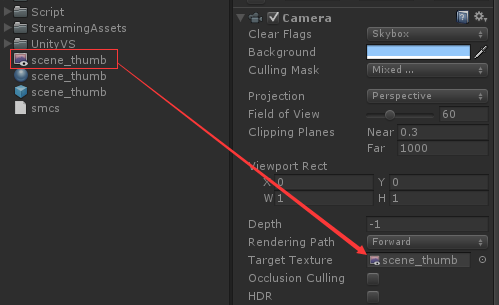 Script
StreamingAssets
UnityVS
scene_thumb
scene_thumb
scene_thumb
smcs
Camera
Clear Flags Skybox
Background
Culling Mask Mixed ...
Projection Perspective
Field of View 60
Clipping Planes Near 0.3
Far 1000
Viewport Rect
X 0 Y 0
W 1 H 1
Depth -1
Rendering Path Forward
Target Texture scene_thumb
Occlusion Culling
HDR